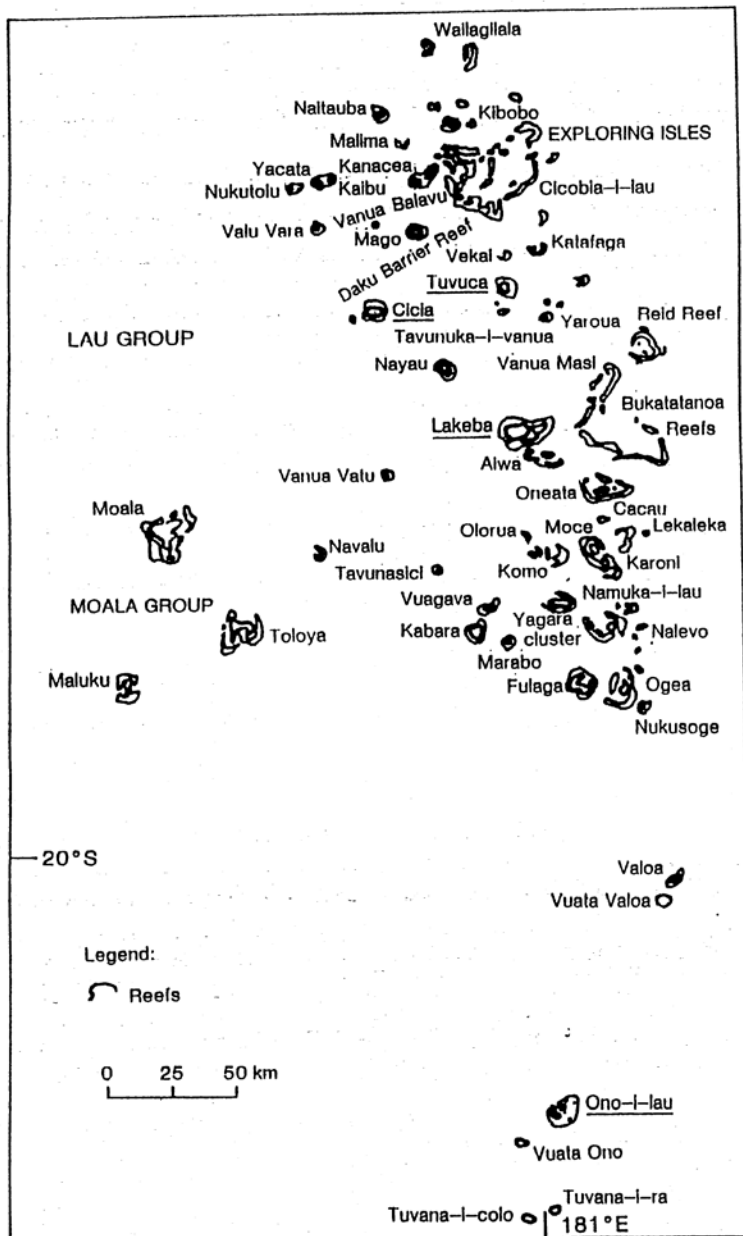 Wailagilala
Naitauba
Kibobo
EXPLORING ISLES
Malima
Yacata
Kanacea
Nukutolu
Kaibu
Cicobia-i-lau
Vanua Balavu
Valu Vara
Mago
Katafaga
Vekai
Daku Barrier Reef
Tuvuca
Cicia
Reid Reef
Yaroua
LAU GROUP
Tavunuka-i-vanua
Nayau
Vanua Masi
Bukatatanoa
Reefs
Lakeba
Aiwa
Vanua Vatu
Oneata
Moala
Cacau
Olorua
Moce
Lekaleka
Navalu
Karoni
Tavunasici
Komo
MOALA GROUP
Vuagava
Namuka-i-lau
Yagara
cluster
Toloya
Kabara
Nalevo
Marabo
Maluku
Fulaga
Ogea
Nukusoge
20°S
Valoa
Vuata Valoa
Legend:
Reefs
0 25 50 km
Ono-i-lau
Vuata Ono
Tuvana-i-ra
Tuvana-i-colo
181°E